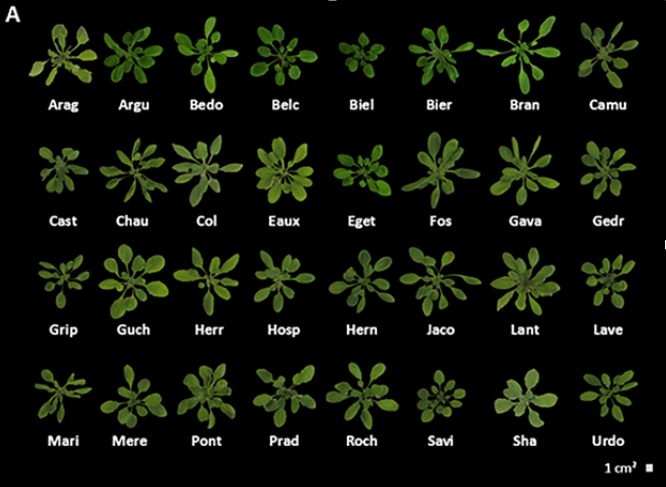 A
Arag Argu Bedo Belc Biel Bier Bran Camu
Cast Chau Col Eaux Eget Fos Gava Gedr
Grip Guch Herr Hosp Hern Jaco Lant Lave
Mari Mere Pont Prad Roch Savi Sha Urdo
1 cm²